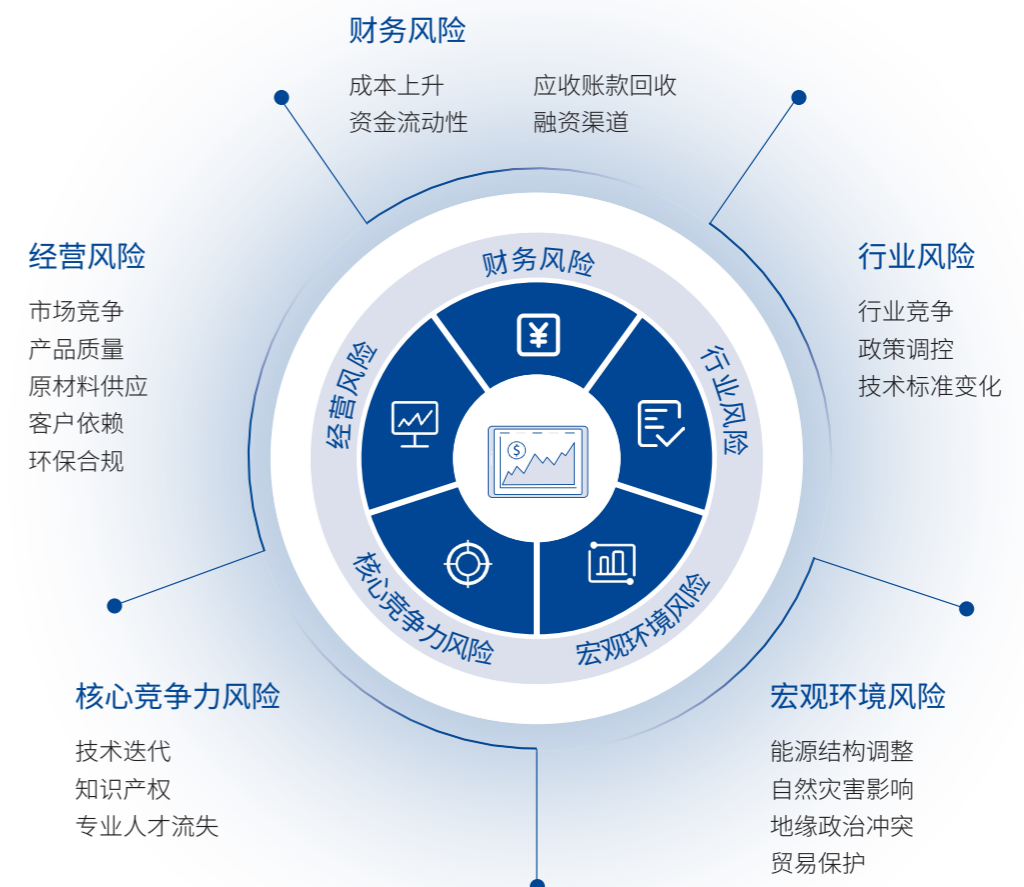 财务风险
成本上升
应收账款回收
资金流动性
融资渠道
经营风险
市场竞争
产品质量
原材料供应
客户依赖
环保合规
行业风险
行业竞争
政策调控
技术标准变化
财务风险
¥
经营风险
行业风险
$
核心竞争力风险
宏观环境风险
核心竞争力风险
技术迭代
知识产权
专业人才流失
宏观环境风险
能源结构调整
自然灾害影响
地缘政治冲突
贸易保护